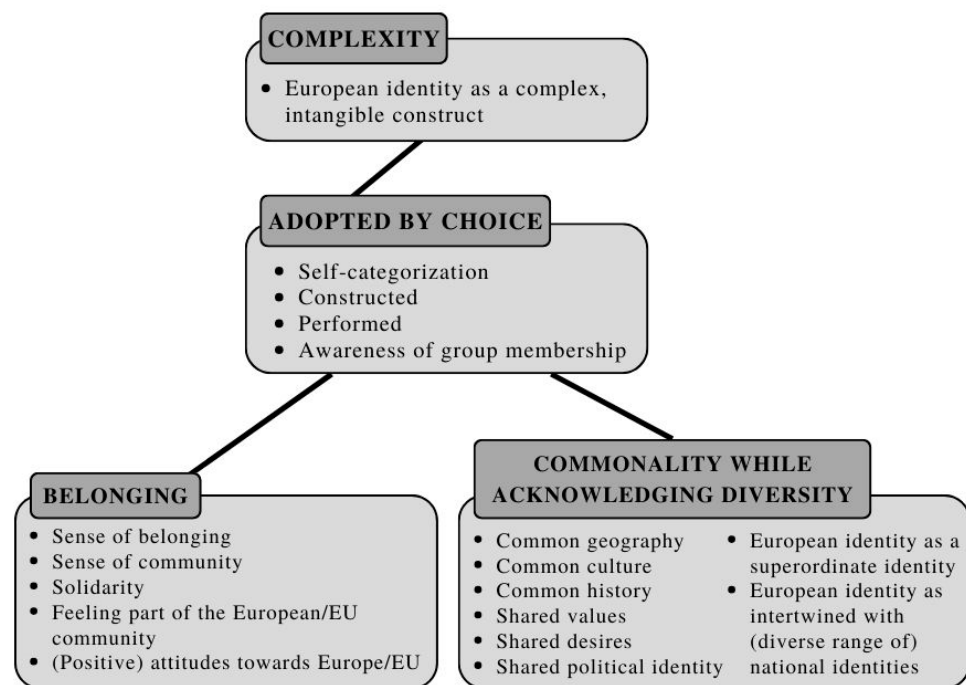 COMPLEXITY
• European identity as a complex,
intangible construct
ADOPTED BY CHOICE
• Self-categorization
• Constructed
• Performed
• Awareness of group membership
BELONGING
• Sense of belonging
• Sense of community
• Solidarity
• Feeling part of the European/EU
community
• (Positive) attitudes towards Europe/EU
COMMONALITY WHILE
ACKNOWLEDGING DIVERSITY
• Common geography
• Common culture
• Common history
• Shared values
• Shared desires
• Shared political identity
• European identity as a
superordinate identity
• European identity as
intertwined with
(diverse range of)
national identities